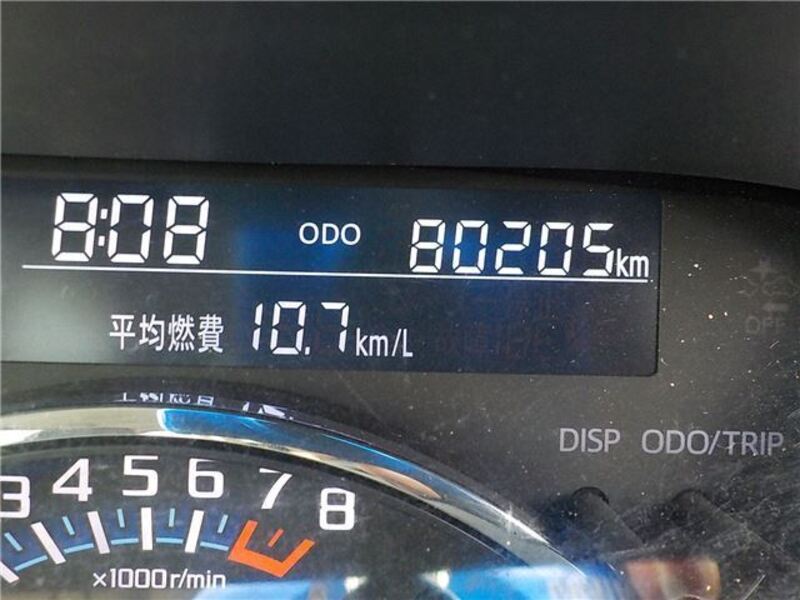 8:08 ODO 80205km
平均燃費 10.7km/L
DISP ODO/TRIP
3 4 5 6 7 8
×1000r/min
OFF